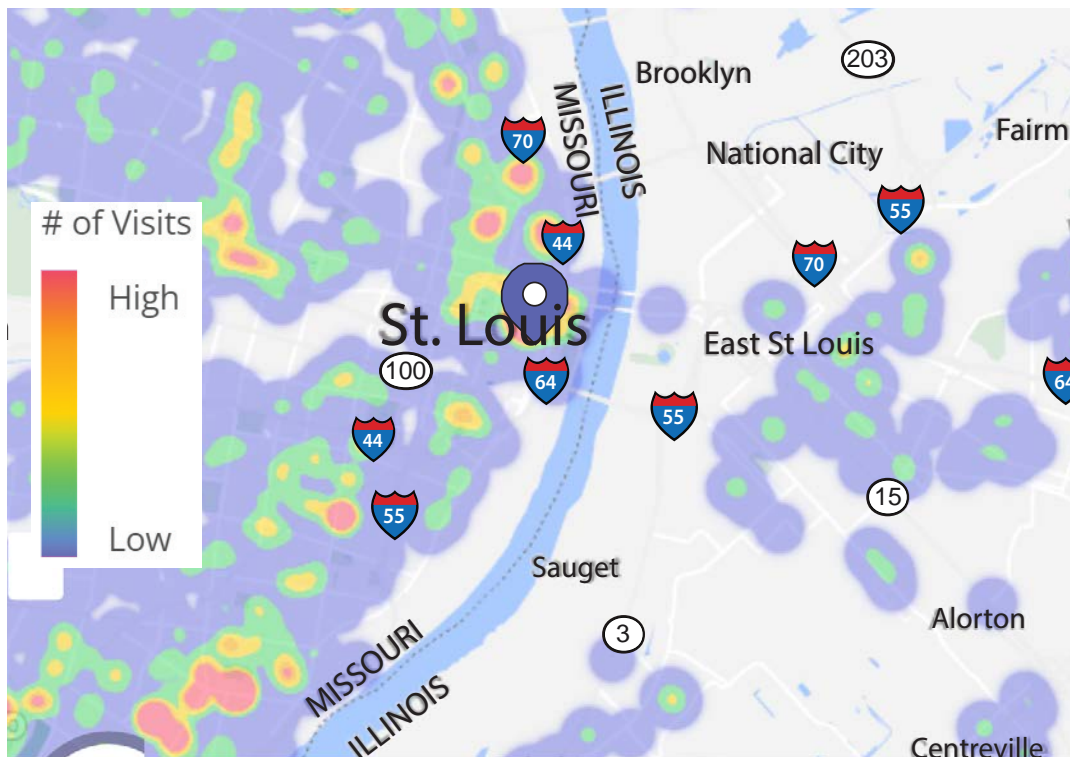 Brooklyn
203
MISSOURI
ILLINOIS
Fairm
70
National City
# of Visits
55
44
70
High
St. Louis
East St Louis
100
64
64
55
44
15
55
Low
Sauget
Alorton
3
MISSOURI
ILLINOIS
Centreville